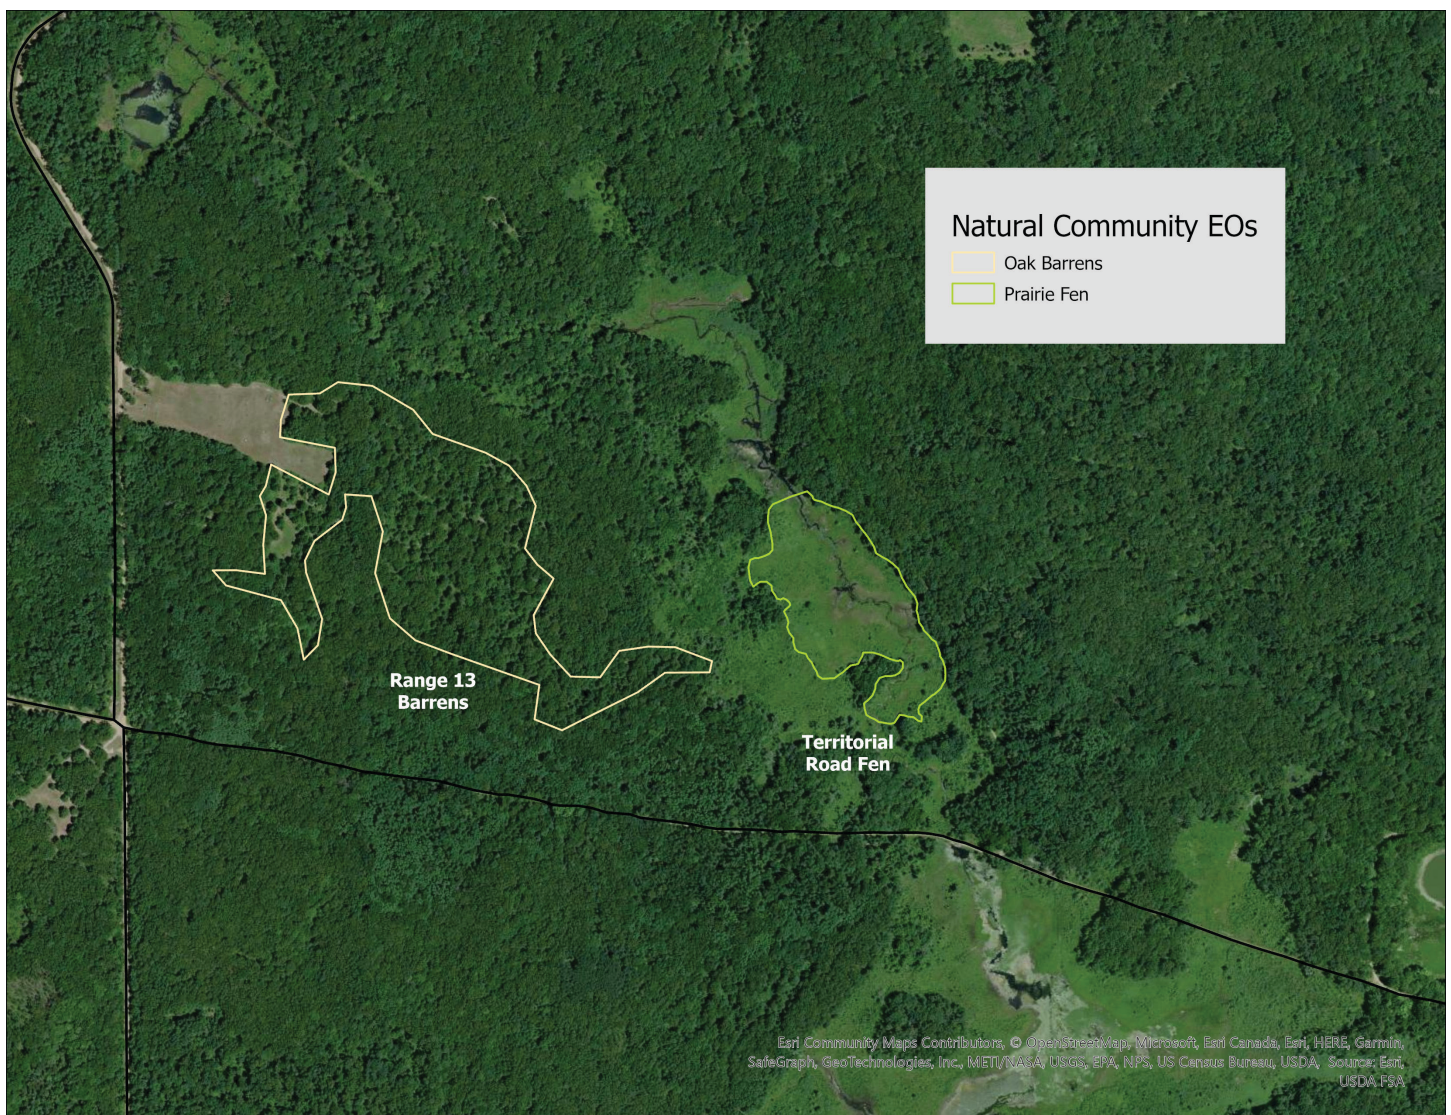 Natural Community EOs
Oak Barrens
Prairie Fen
Range 13
Barrens
Territorial
Road Fen
Esri Community Maps Contributors, © OpenStreetMap, Microsoft, Esri Canada, Esri, HERE, Garmin,
SafeGraph, GeoTechnologies, Inc., METI/NASA, USGS, EPA, NPS, US Census Bureau, USDA, Source: Esri,
USDA FSA